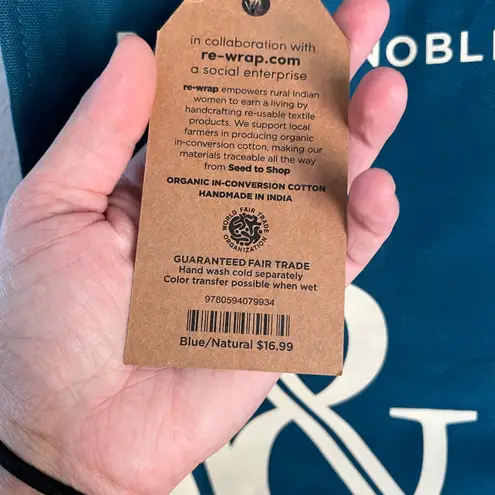 in collaboration with
re-wrap.com
a social enterprise
re-wrap empowers rural Indian
women to earn a living by
handcrafting re-usable textile
products. We support local
farmers in producing organic
in-conversion cotton, making our
materials traceable all the way
from Seed to Shop
ORGANIC IN-CONVERSION COTTON
HANDMADE IN INDIA
WORLD FAIR TRADE
ORGANIZATION
GUARANTEED FAIR TRADE
Hand wash cold separately
Color transfer possible when wet
9780594079934
Blue/Natural $16.99
NOBLE
&